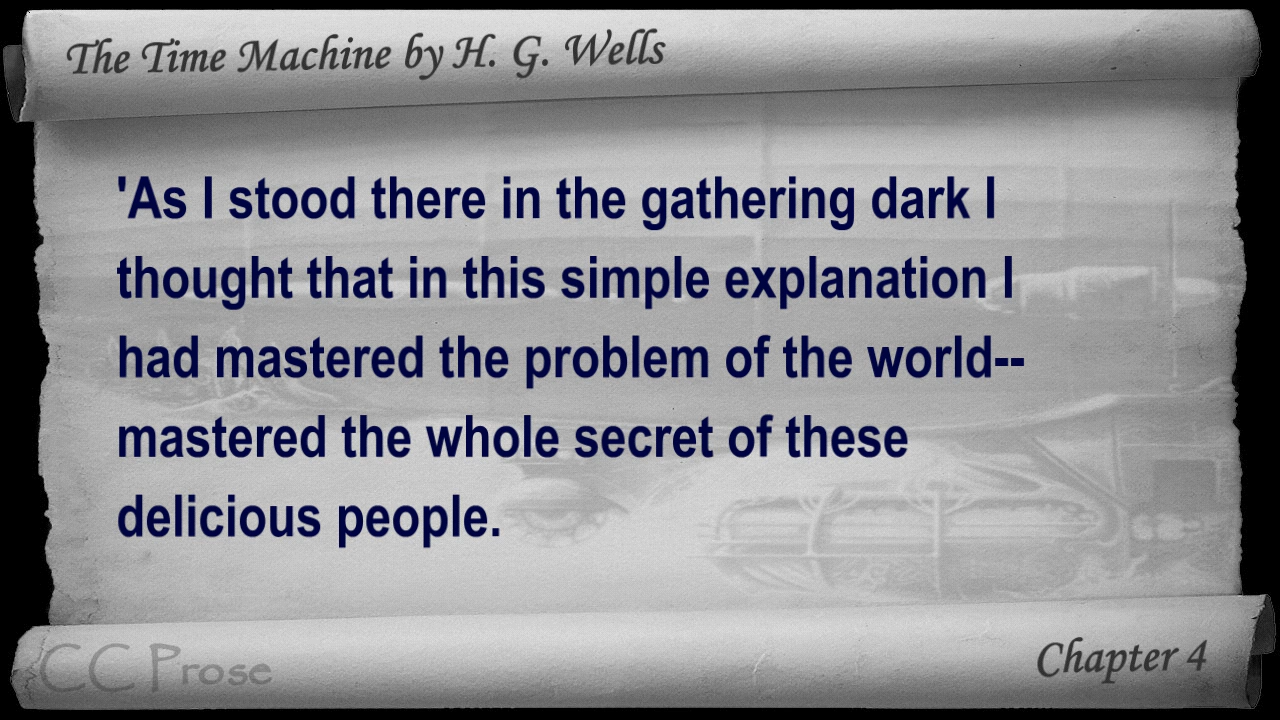 The Time Machine by H. G. Wells
'As I stood there in the gathering dark I
thought that in this simple explanation I
had mastered the problem of the world--
mastered the whole secret of these
delicious people.
CC Prose
Chapter 4